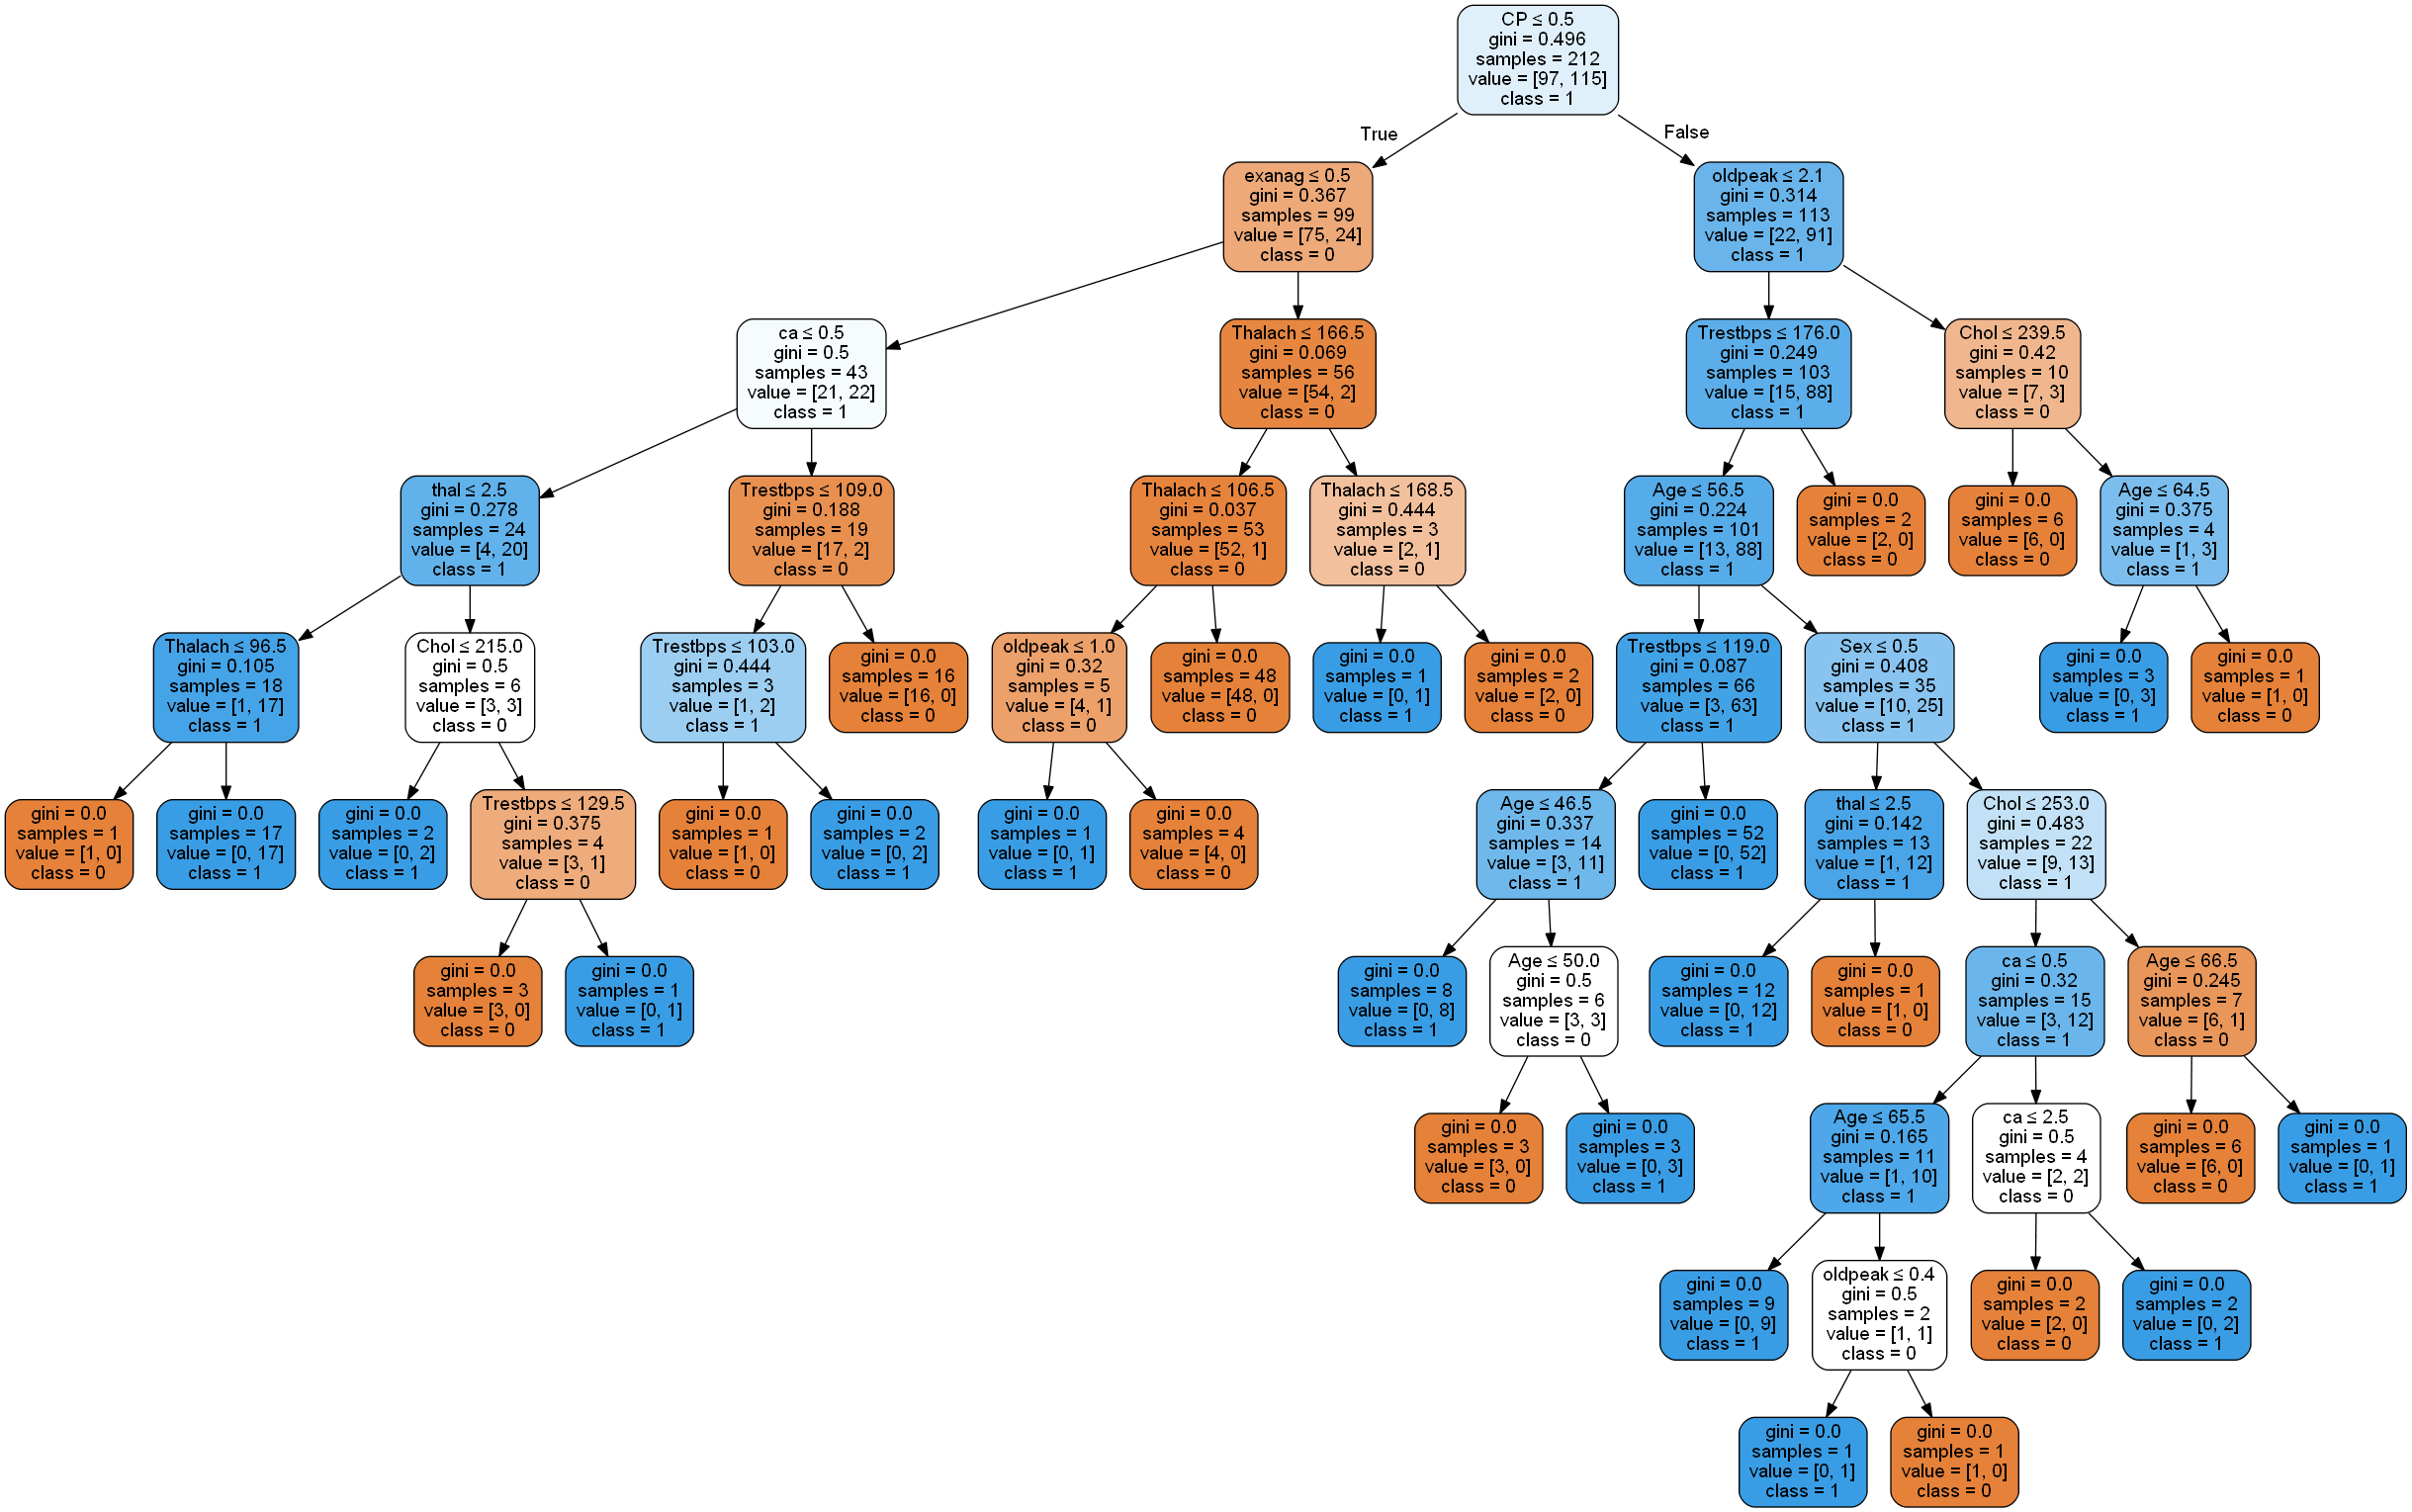 CP ≤ 0.5
gini = 0.496
samples = 212
value = [97, 115]
class = 1
True
False
exanag ≤ 0.5
gini = 0.367
samples = 99
value = [75, 24]
class = 0
oldpeak ≤ 2.1
gini = 0.314
samples = 113
value = [22, 91]
class = 1
ca ≤ 0.5
gini = 0.5
samples = 43
value = [21, 22]
class = 1
Thalach ≤ 166.5
gini = 0.069
samples = 56
value = [54, 2]
class = 0
Trestbps ≤ 176.0
gini = 0.249
samples = 103
value = [15, 88]
class = 1
Chol ≤ 239.5
gini = 0.42
samples = 10
value = [7, 3]
class = 0
thal ≤ 2.5
gini = 0.278
samples = 24
value = [4, 20]
class = 1
Trestbps ≤ 109.0
gini = 0.188
samples = 19
value = [17, 2]
class = 0
Thalach ≤ 106.5
gini = 0.037
samples = 53
value = [52, 1]
class = 0
Thalach ≤ 168.5
gini = 0.444
samples = 3
value = [2, 1]
class = 0
Age ≤ 56.5
gini = 0.224
samples = 101
value = [13, 88]
class = 1
gini = 0.0
samples = 2
value = [2, 0]
class = 0
gini = 0.0
samples = 6
value = [6, 0]
class = 0
Age ≤ 64.5
gini = 0.375
samples = 4
value = [1, 3]
class = 1
Thalach ≤ 96.5
gini = 0.105
samples = 18
value = [1, 17]
class = 1
Chol ≤ 215.0
gini = 0.5
samples = 6
value = [3, 3]
class = 0
Trestbps ≤ 103.0
gini = 0.444
samples = 3
value = [1, 2]
class = 1
gini = 0.0
samples = 16
value = [16, 0]
class = 0
oldpeak ≤ 1.0
gini = 0.32
samples = 5
value = [4, 1]
class = 0
gini = 0.0
samples = 48
value = [48, 0]
class = 0
gini = 0.0
samples = 1
value = [0, 1]
class = 1
gini = 0.0
samples = 2
value = [2, 0]
class = 0
Trestbps ≤ 119.0
gini = 0.087
samples = 66
value = [3, 63]
class = 1
Sex ≤ 0.5
gini = 0.408
samples = 35
value = [10, 25]
class = 1
gini = 0.0
samples = 3
value = [0, 3]
class = 1
gini = 0.0
samples = 1
value = [1, 0]
class = 0
gini = 0.0
samples = 1
value = [1, 0]
class = 0
gini = 0.0
samples = 17
value = [0, 17]
class = 1
gini = 0.0
samples = 2
value = [0, 2]
class = 1
Trestbps ≤ 129.5
gini = 0.375
samples = 4
value = [3, 1]
class = 0
gini = 0.0
samples = 1
value = [1, 0]
class = 0
gini = 0.0
samples = 2
value = [0, 2]
class = 1
gini = 0.0
samples = 1
value = [0, 1]
class = 1
gini = 0.0
samples = 4
value = [4, 0]
class = 0
Age ≤ 46.5
gini = 0.337
samples = 14
value = [3, 11]
class = 1
gini = 0.0
samples = 52
value = [0, 52]
class = 1
thal ≤ 2.5
gini = 0.142
samples = 13
value = [1, 12]
class = 1
Chol ≤ 253.0
gini = 0.483
samples = 22
value = [9, 13]
class = 1
gini = 0.0
samples = 3
value = [3, 0]
class = 0
gini = 0.0
samples = 1
value = [0, 1]
class = 1
gini = 0.0
samples = 8
value = [0, 8]
class = 1
Age ≤ 50.0
gini = 0.5
samples = 6
value = [3, 3]
class = 0
gini = 0.0
samples = 12
value = [0, 12]
class = 1
gini = 0.0
samples = 1
value = [1, 0]
class = 0
ca ≤ 0.5
gini = 0.32
samples = 15
value = [3, 12]
class = 1
Age ≤ 66.5
gini = 0.245
samples = 7
value = [6, 1]
class = 0
gini = 0.0
samples = 3
value = [3, 0]
class = 0
gini = 0.0
samples = 3
value = [0, 3]
class = 1
Age ≤ 65.5
gini = 0.165
samples = 11
value = [1, 10]
class = 1
ca ≤ 2.5
gini = 0.5
samples = 4
value = [2, 2]
class = 0
gini = 0.0
samples = 6
value = [6, 0]
class = 0
gini = 0.0
samples = 1
value = [0, 1]
class = 1
gini = 0.0
samples = 9
value = [0, 9]
class = 1
oldpeak ≤ 0.4
gini = 0.5
samples = 2
value = [1, 1]
class = 0
gini = 0.0
samples = 2
value = [2, 0]
class = 0
gini = 0.0
samples = 2
value = [0, 2]
class = 1
gini = 0.0
samples = 1
value = [0, 1]
class = 1
gini = 0.0
samples = 1
value = [1, 0]
class = 0